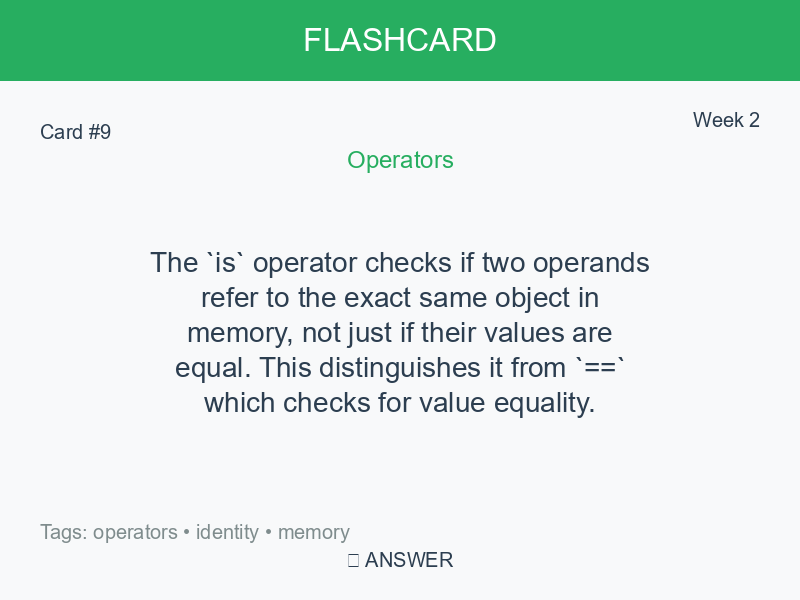 FLASHCARD
Card #9
Week 2
Operators
The `is` operator checks if two operands
refer to the exact same object in
memory, not just if their values are
equal. This distinguishes it from `==`
which checks for value equality.
Tags: operators • identity • memory
ANSWER